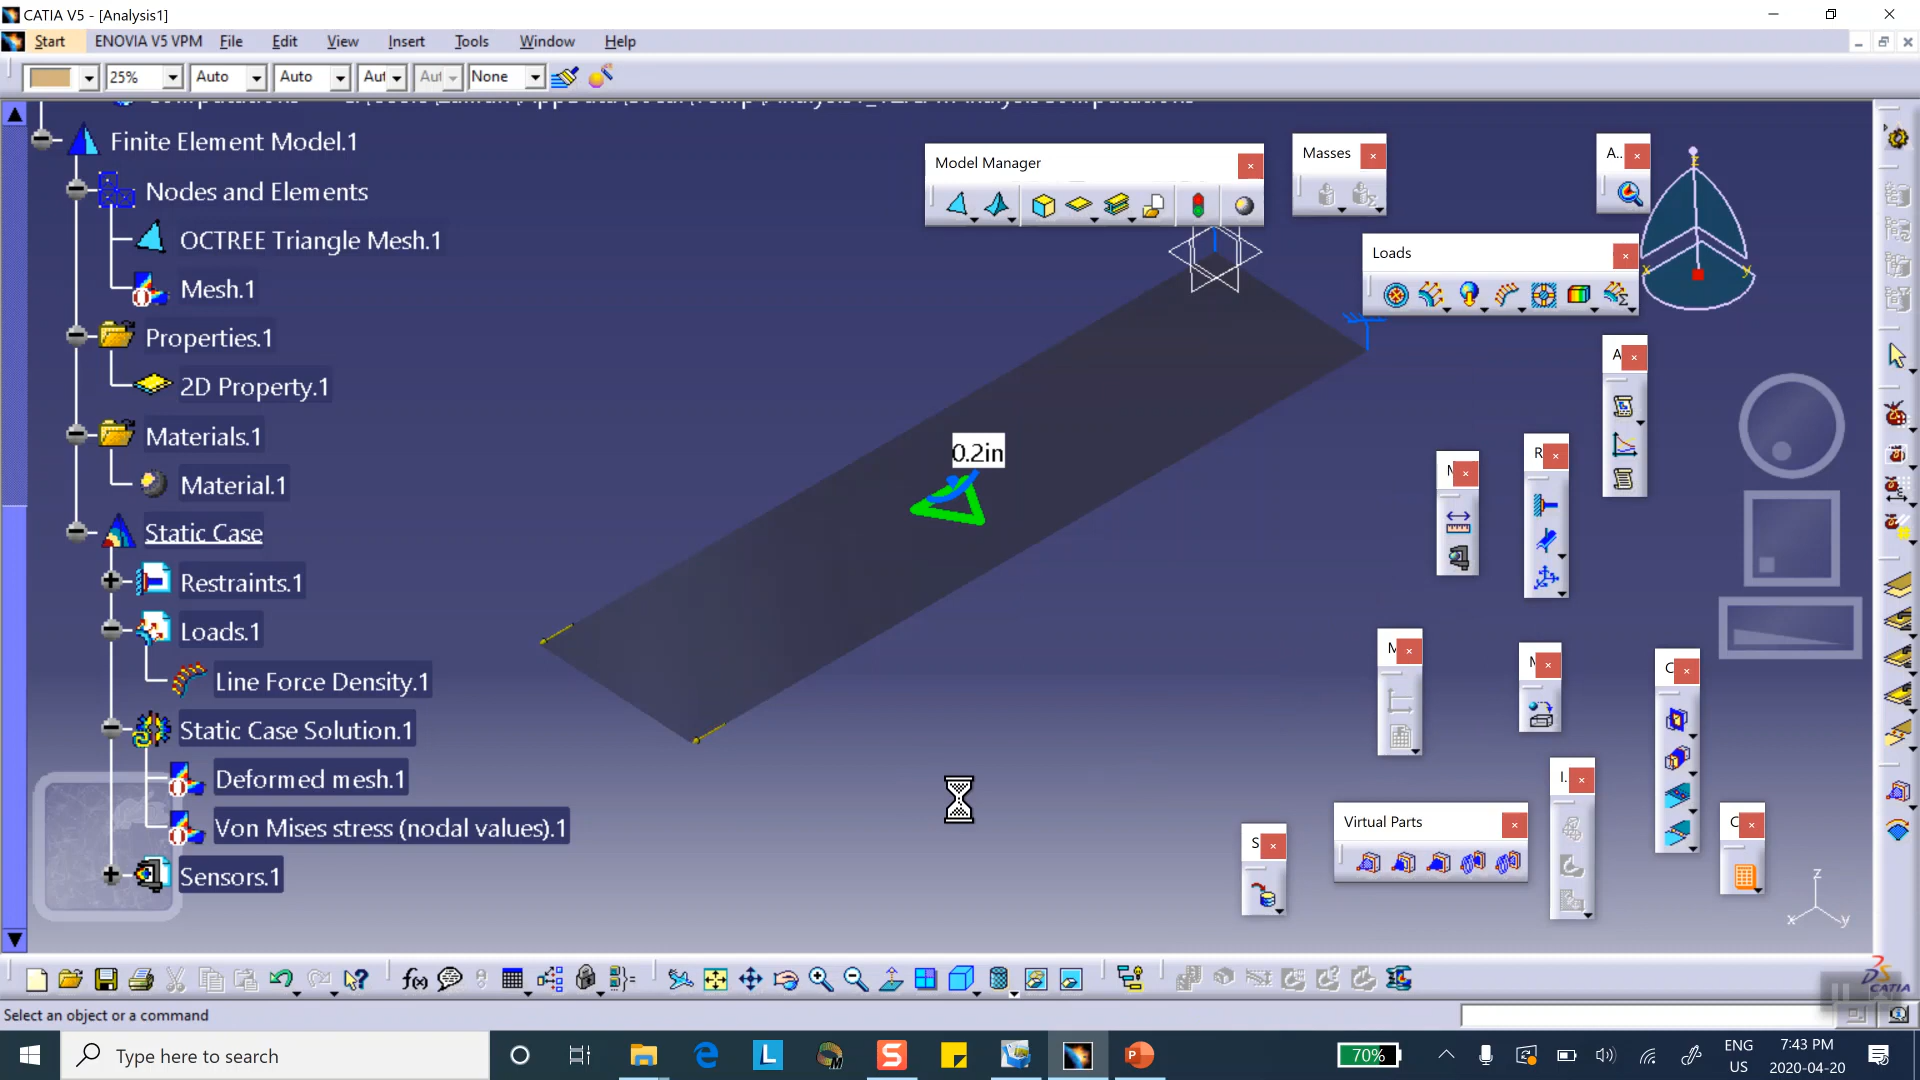 CATIA V5 - [Analysis1]
Start ENOVIA V5 VPM File Edit View Insert Tools Window Help
25% Auto Auto Aut Aut None
Finite Element Model.1
Nodes and Elements
OCTREE Triangle Mesh.1
Mesh.1
Properties.1
2D Property.1
Materials.1
Material.1
Static Case
Restraints.1
Loads.1
Line Force Density.1
Static Case Solution.1
Deformed mesh.1
Von Mises stress (nodal values).1
Sensors.1
Model Manager
Masses
A..
Loads
0.2in
A
R
Virtual Parts
S
I.
C
C
z
x y
z
x y
f(x)
CATIA
Select an object or a command
Type here to search
L
S
P
70%
ENG
US
7:43 PM
2020-04-20